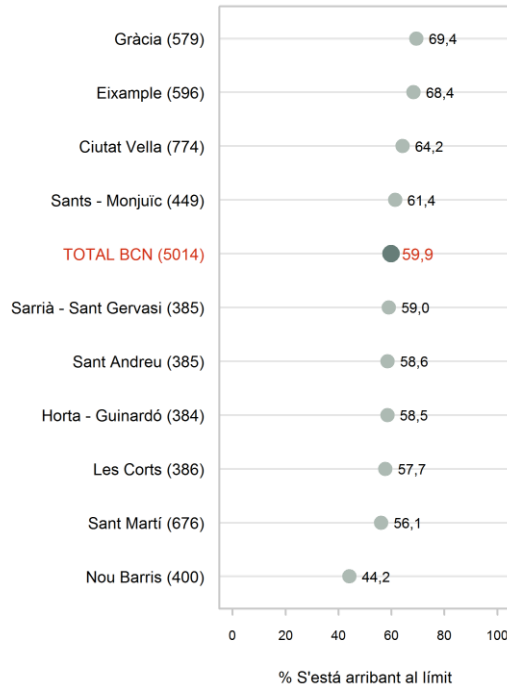 Gràcia (579) 69,4
Eixample (596) 68,4
Ciutat Vella (774) 64,2
Sants - Monjuïc (449) 61,4
TOTAL BCN (5014) 59,9
Sarrià - Sant Gervasi (385) 59,0
Sant Andreu (385) 58,6
Horta - Guinardó (384) 58,5
Les Corts (386) 57,7
Sant Martí (676) 56,1
Nou Barris (400) 44,2
0 20 40 60 80 100
% S'está arribant al límit